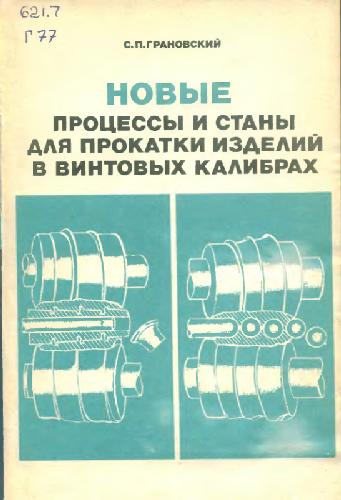 621.7
Г 77
С.П.ГРАНОВСКИЙ
НОВЫЕ
ПРОЦЕССЫ И СТАНЫ
ДЛЯ ПРОКАТКИ ИЗДЕЛИЙ
В ВИНТОВЫХ КАЛИБРАХ